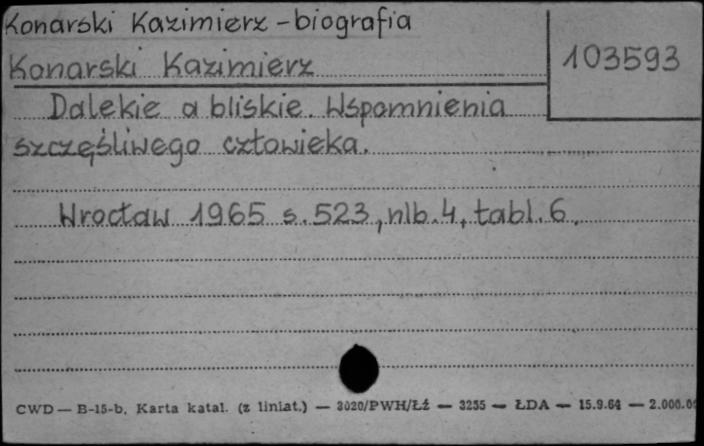 Konarski Kazimierz - biografia
Konarski Kazimierz
103593
Dalekie a bliskie. Wspomnienia
szczęśliwego człowieka.
Wrocław 1965 s. 523, nlb. 4, tabl. 6.
CWD — B-15-b. Karta katal. (z liniat.) — 3020/PWH/Łź — 3255 — ŁDA — 15.9.64 — 2.000.0